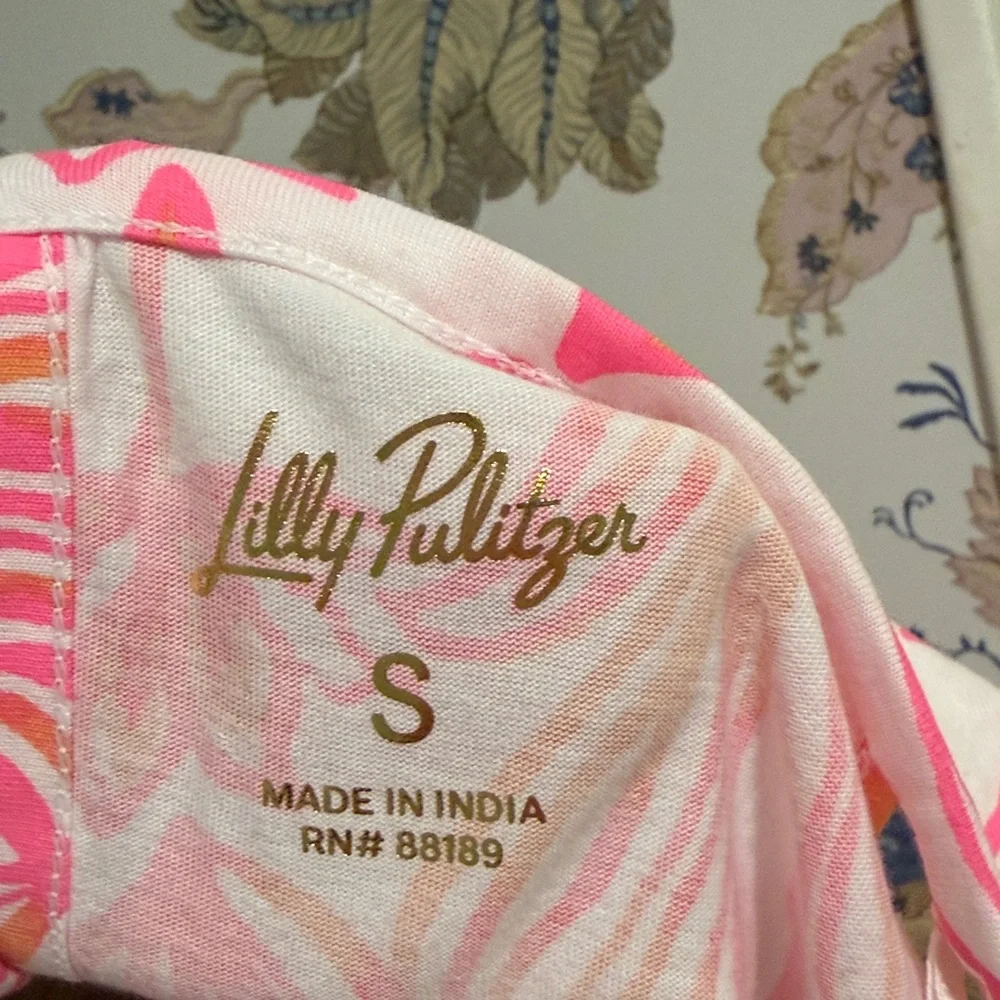 Lilly Pulitzer
S
MADE IN INDIA
RN# 88189